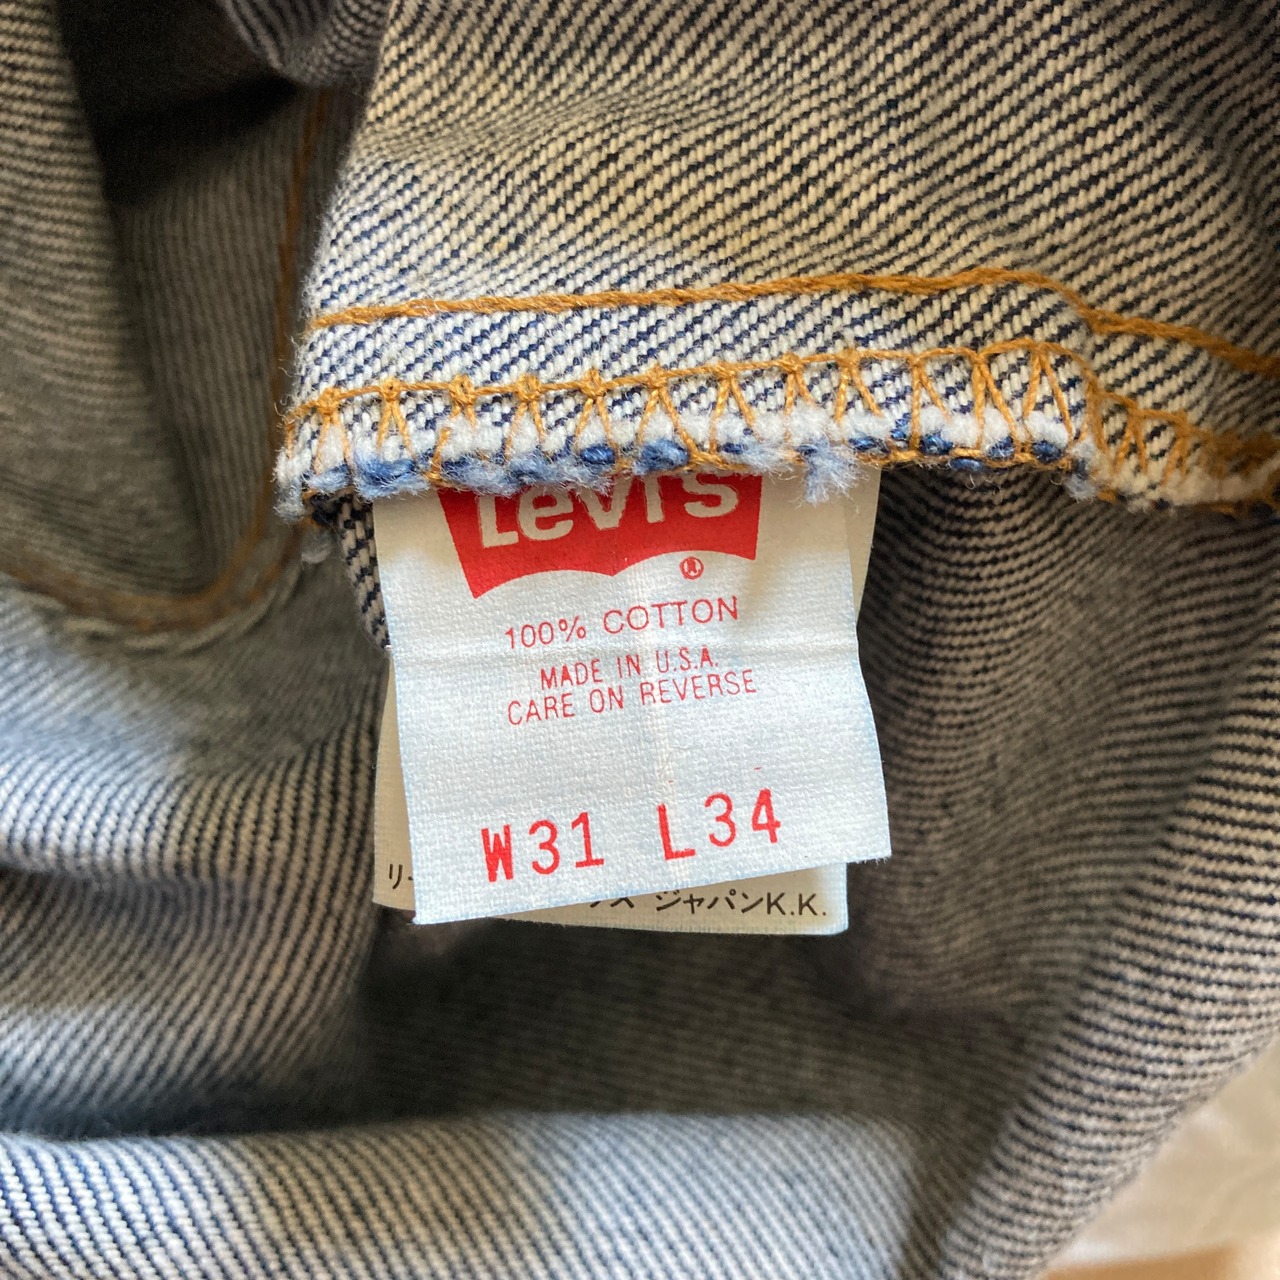 Levi's
®
100% COTTON
MADE IN U.S.A.
CARE ON REVERSE
W31 L34
ジャパンK.K.